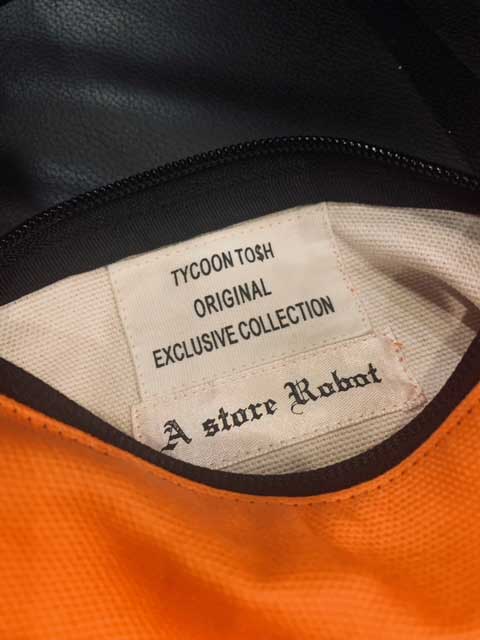 TYCOON TO$H
ORIGINAL
EXCLUSIVE COLLECTION
A store Robot